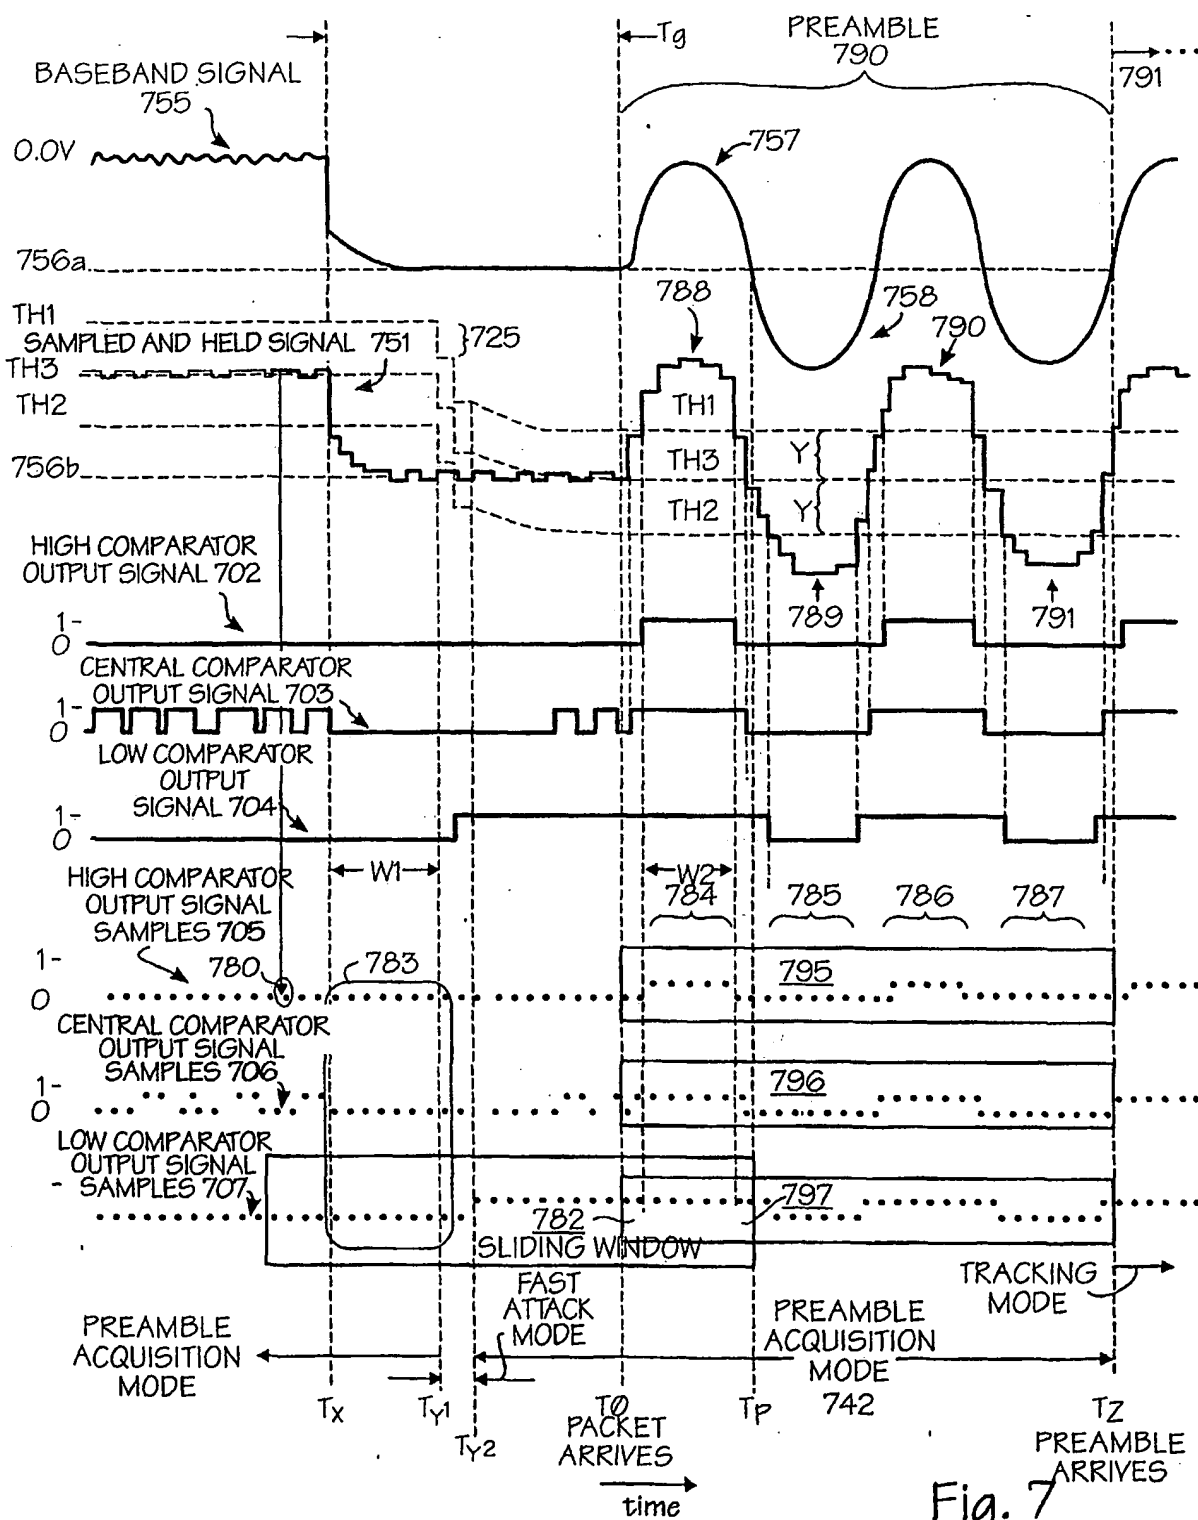 Tg
PREAMBLE
790
791
BASEBAND SIGNAL
755
0.0V
757
756a
788
758
790
TH1
725
SAMPLED AND HELD SIGNAL 751
TH3
TH1
TH2
Y
TH3
756b
Y
TH2
HIGH COMPARATOR
OUTPUT SIGNAL 702
789
791
1-
0
CENTRAL COMPARATOR
OUTPUT SIGNAL 703
1-
0
LOW COMPARATOR
OUTPUT
SIGNAL 704
1-
0
W1
W2
HIGH COMPARATOR
OUTPUT SIGNAL
SAMPLES 705
784
785
786
787
1-
780
783
795
0
CENTRAL COMPARATOR
OUTPUT SIGNAL
SAMPLES 706
1-
0
796
LOW COMPARATOR
OUTPUT SIGNAL
SAMPLES 707
-
782
797
SLIDING WINDOW
FAST
ATTACK
MODE
TRACKING
MODE
PREAMBLE
ACQUISITION
MODE
PREAMBLE
ACQUISITION
MODE
742
TX
TY1
TY2
TØ
PACKET
ARRIVES
TP
TZ
PREAMBLE
ARRIVES
time
Fig. 7